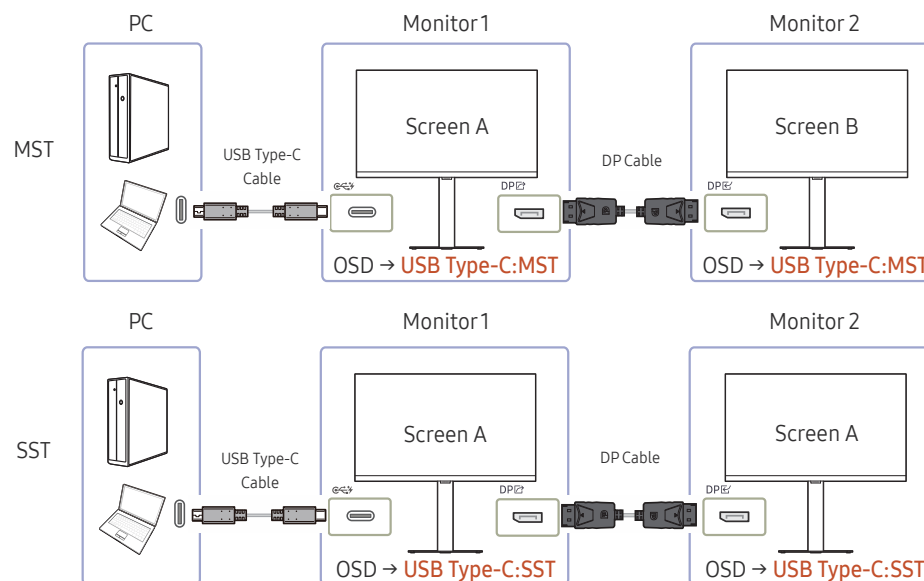 PC
Monitor 1
Monitor 2
MST
USB Type-C
Cable
Screen A
DP
DP Cable
DP
Screen B
OSD → USB Type-C:MST
OSD → USB Type-C:MST
PC
Monitor 1
Monitor 2
SST
USB Type-C
Cable
Screen A
DP
DP Cable
DP
Screen A
OSD → USB Type-C:SST
OSD → USB Type-C:SST